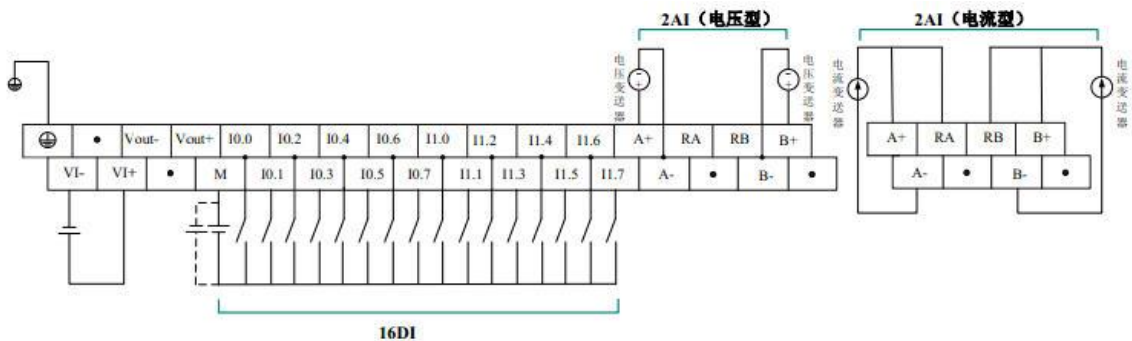 2AI（电压型）
2AI（电流型）
电压变送器
电压变送器
电流变送器
电流变送器
● Vout- Vout+ I0.0 I0.2 I0.4 I0.6 I1.0 I1.2 I1.4 I1.6 A+ RA RB B+
VI- VI+ ● M I0.1 I0.3 I0.5 I0.7 I1.1 I1.3 I1.5 I1.7 A- ● B- ●
A+ RA RB B+
A- ● B- ●
16DI